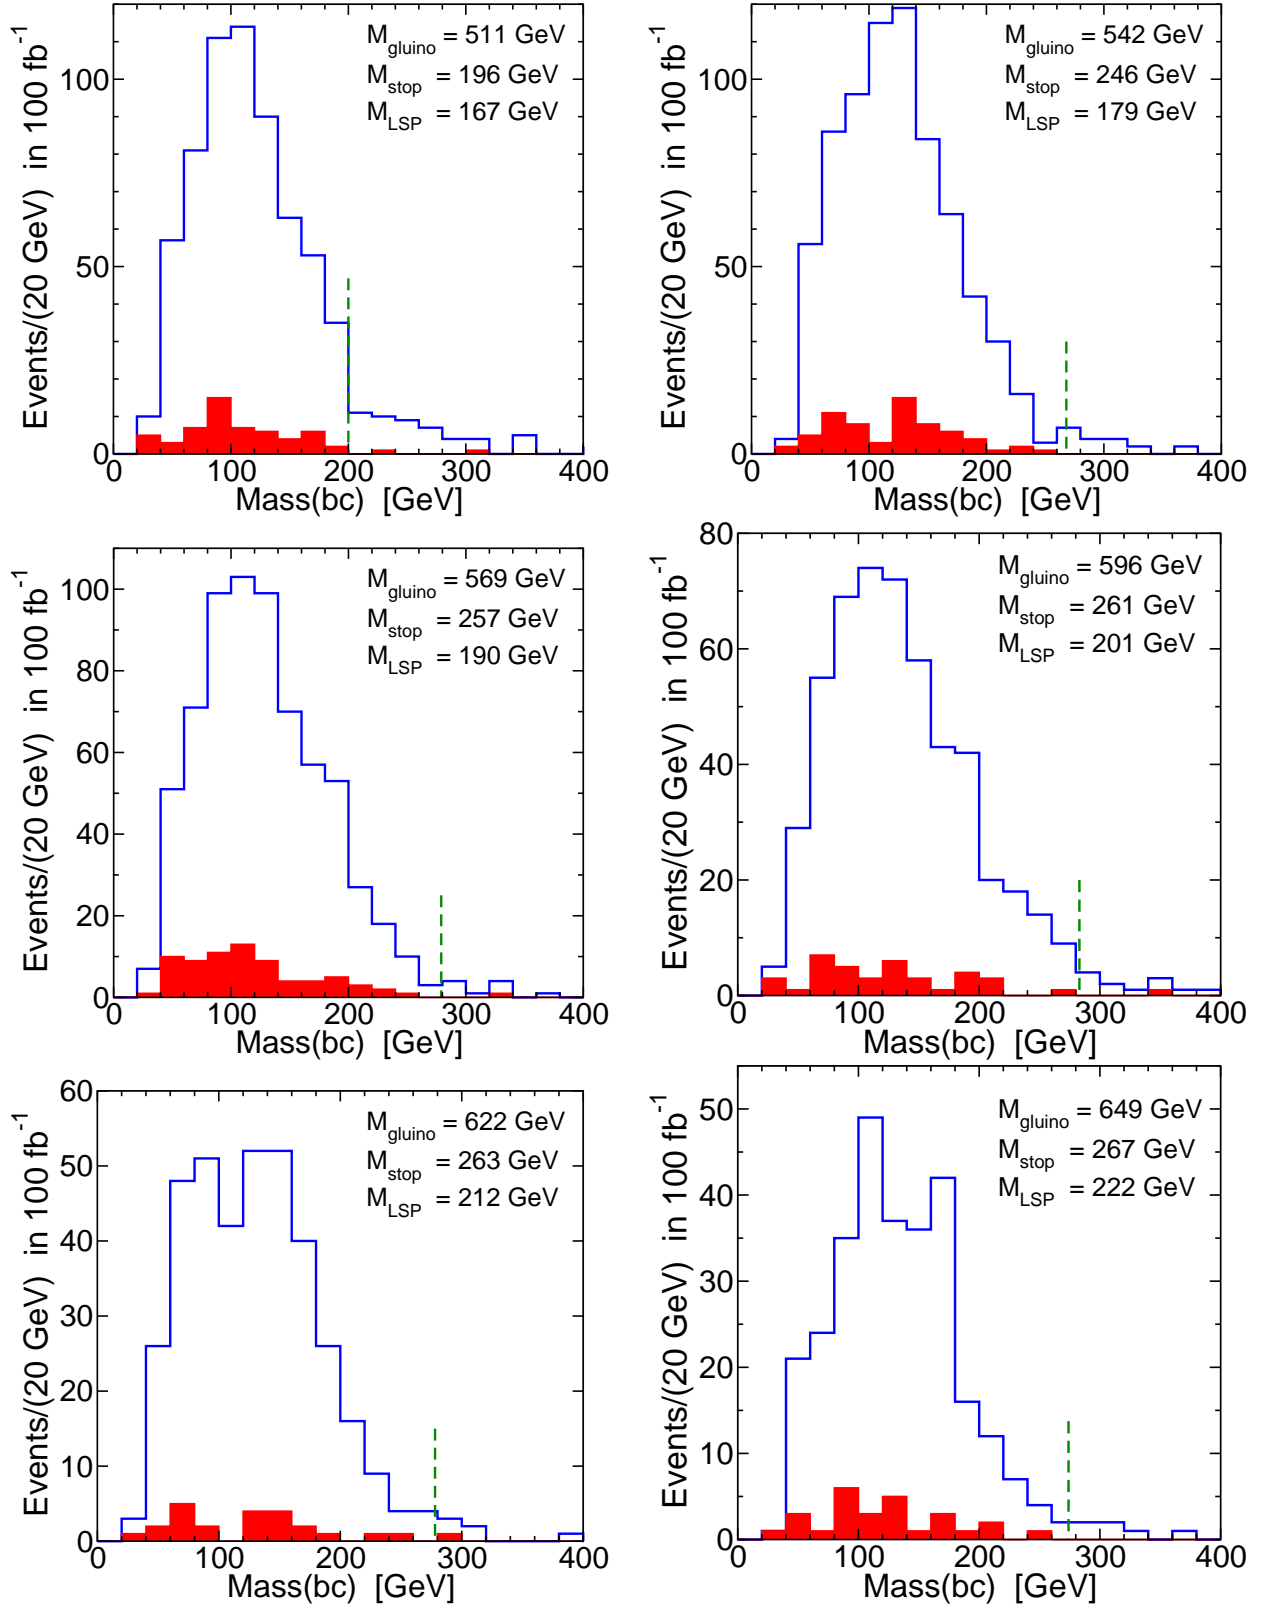 M_gluino = 511 GeV
M_stop = 196 GeV
M_LSP = 167 GeV
Events/(20 GeV) in 100 fb^-1
100
50
0
0 100 200 300 400
Mass(bc) [GeV]
M_gluino = 542 GeV
M_stop = 246 GeV
M_LSP = 179 GeV
Events/(20 GeV) in 100 fb^-1
100
50
0
0 100 200 300 400
Mass(bc) [GeV]
M_gluino = 569 GeV
M_stop = 257 GeV
M_LSP = 190 GeV
Events/(20 GeV) in 100 fb^-1
100
80
60
40
20
0
0 100 200 300 400
Mass(bc) [GeV]
M_gluino = 596 GeV
M_stop = 261 GeV
M_LSP = 201 GeV
Events/(20 GeV) in 100 fb^-1
80
60
40
20
0
0 100 200 300 400
Mass(bc) [GeV]
M_gluino = 622 GeV
M_stop = 263 GeV
M_LSP = 212 GeV
Events/(20 GeV) in 100 fb^-1
60
50
40
30
20
10
0
0 100 200 300 400
Mass(bc) [GeV]
M_gluino = 649 GeV
M_stop = 267 GeV
M_LSP = 222 GeV
Events/(20 GeV) in 100 fb^-1
50
40
30
20
10
0
0 100 200 300 400
Mass(bc) [GeV]